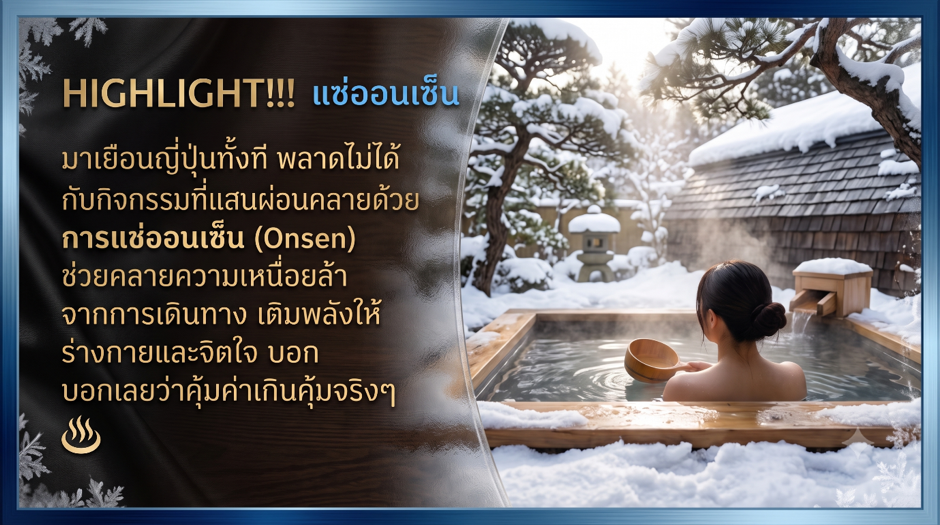 HIGHLIGHT!!! แช่ออนเซ็น
มาเยือนญี่ปุ่นทั้งที พลาดไม่ได้
กับกิจกรรมที่แสนผ่อนคลายด้วย
การแช่ออนเซ็น (Onsen)
ช่วยคลายความเหนื่อยล้า
จากการเดินทาง เติมพลังให้
ร่างกายและจิตใจ บอก
บอกเลยว่าคุ้มค่าเกินคุ้มจริงๆ